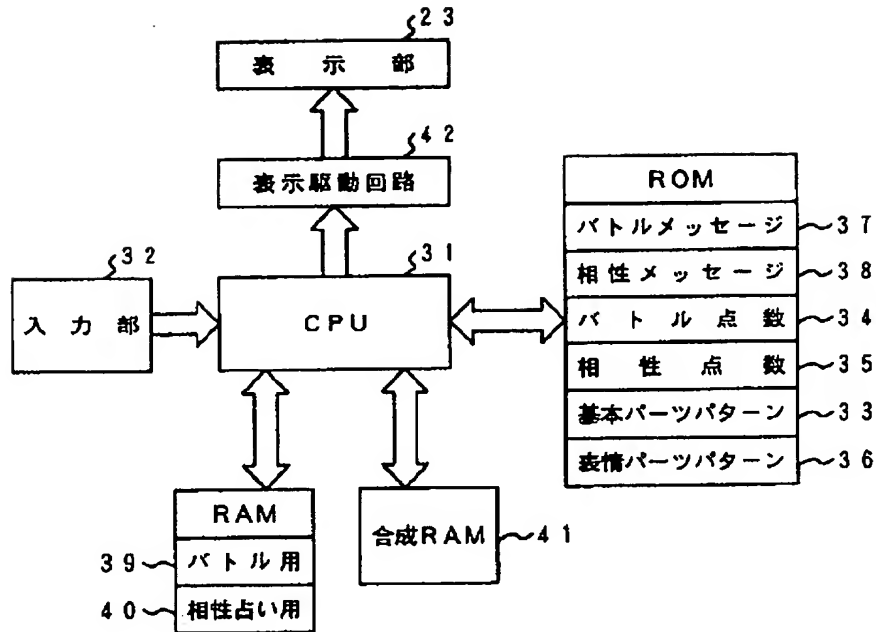 23
表示部
42
表示駆動回路
ROM
バトルメッセージ 37
相性メッセージ 38
バトル点数 34
相性点数 35
基本パーツパターン 33
表情パーツパターン 36
32
入力部
31
CPU
RAM
39 バトル用
40 相性占い用
合成RAM 41